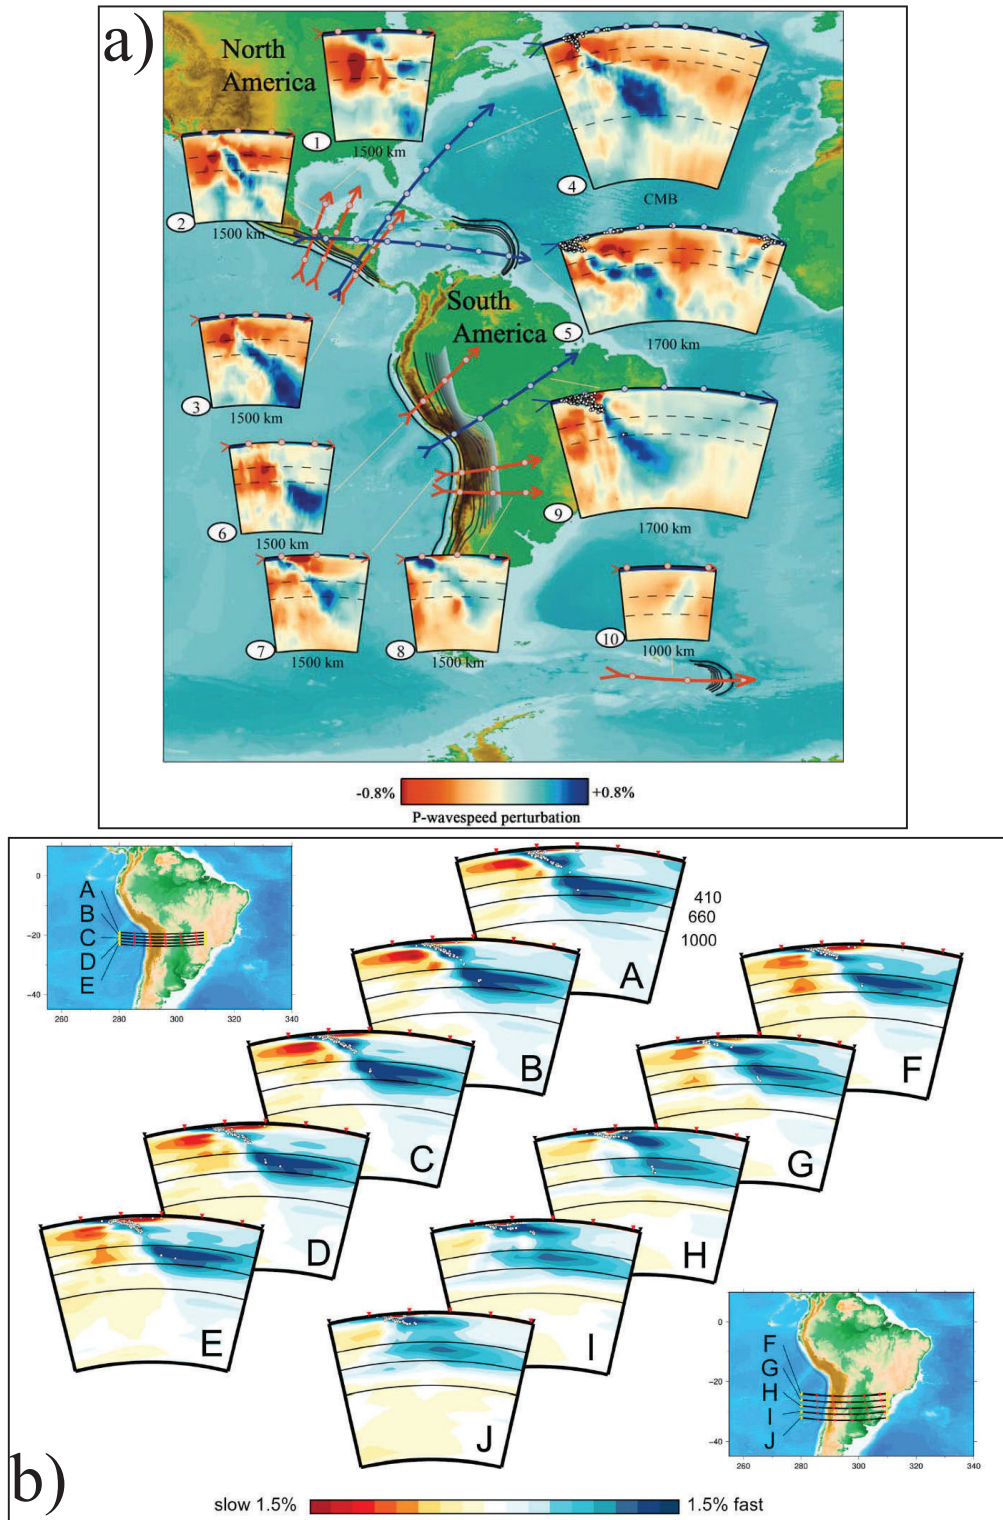 a)
North
America
1
1500 km
2
1500 km
4
CMB
South
America
5
1700 km
3
1500 km
6
1500 km
9
1700 km
7
1500 km
8
1500 km
10
1000 km
-0.8%
+0.8%
P-wavespeed perturbation
b)
0
−20
−40
260
280
300
320
340
A
B
C
D
E
410
660
1000
A
B
C
D
E
F
G
H
I
J
0
−20
−40
260
280
300
320
340
F
G
H
I
J
slow 1.5%
1.5% fast